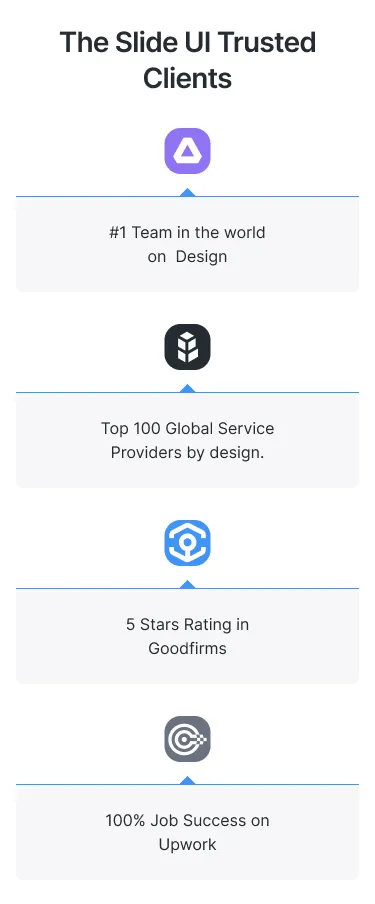 The Slide UI Trusted
Clients
#1 Team in the world
on  Design
Top 100 Global Service
Providers by design.
5 Stars Rating in
Goodfirms
100% Job Success on
Upwork